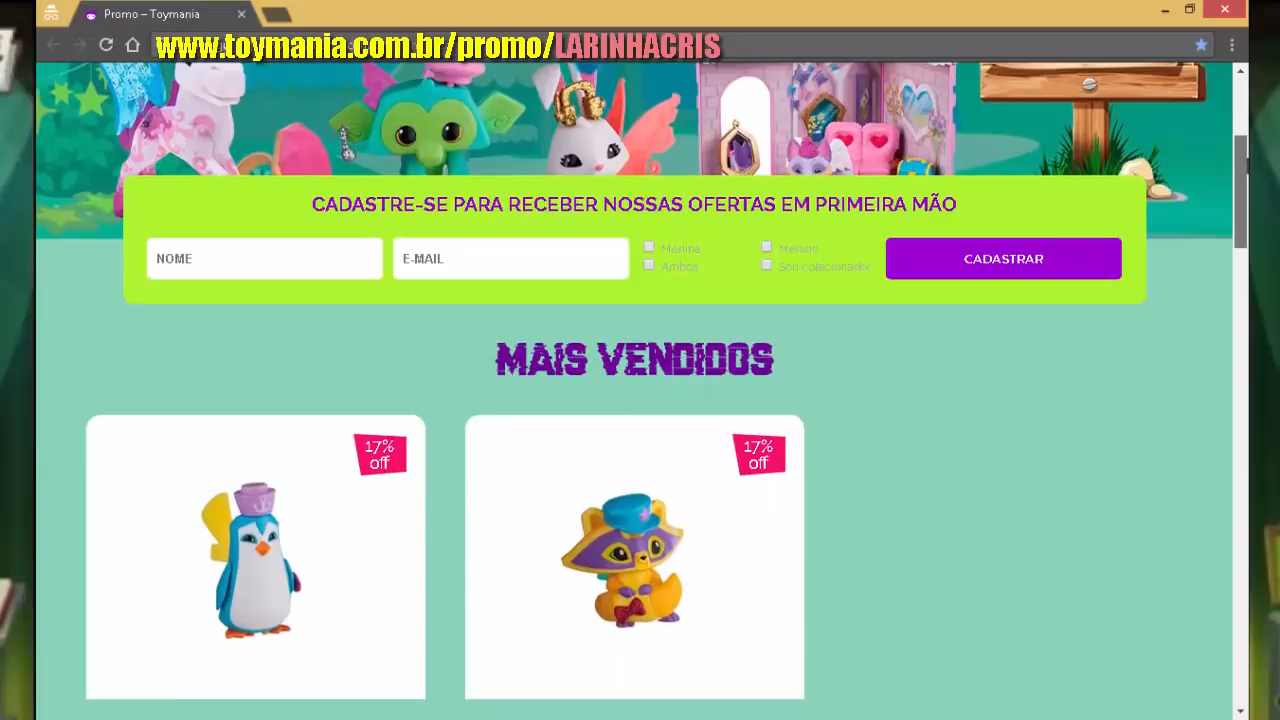 Promo – Toymania
www.toymania.com.br/promo/LARINHACRIS
CADASTRE-SE PARA RECEBER NOSSAS OFERTAS EM PRIMEIRA MÃO
NOME
E-MAIL
Menina
Menino
CADASTRAR
Ambos
Sou colecionador
MAIS VENDIDOS
17%
off
17%
off